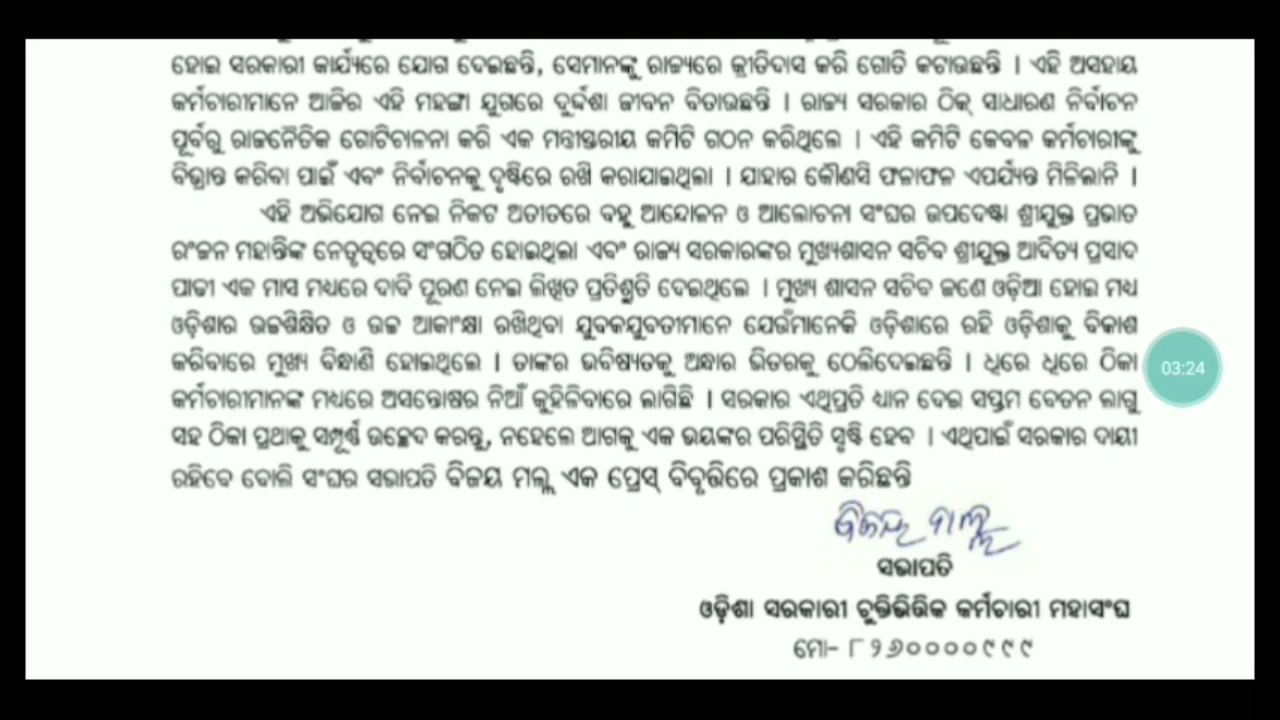 ହୋଇ ସରକାରୀ କାର୍ଯ୍ୟରେ ଯୋଗ ଦେଇଛନ୍ତି, ସେମାନଙ୍କୁ ରାଜ୍ୟରେ କ୍ରୀତଦାସ କରି ଗୋଡି କଟାଉଛନ୍ତି । ଏହି ଅସହାୟ
କର୍ମଚାରୀମାନେ ଆଜିର ଏହି ମହଙ୍ଗା ଯୁଗରେ ଦୁର୍ଦ୍ଦଶା ଜୀବନ ବିତାଉଛନ୍ତି । ରାଜ୍ୟ ସରକାର ଠିକ୍ ସାଧାରଣ ନିର୍ବାଚନ
ପୂର୍ବରୁ ରାଜନୈତିକ ଗୋଟିଚାଳନା କରି ଏକ ମନ୍ତ୍ରୀସ୍ତରୀୟ କମିଟି ଗଠନ କରିଥିଲେ । ଏହି କମିଟି କେବଳ କର୍ମଚାରୀଙ୍କୁ
ବିଭ୍ରାନ୍ତ କରିବା ପାଇଁ ଏବଂ ନିର୍ବାଚନକୁ ଦୃଷ୍ଟିରେ ରଖି କରାଯାଇଥିଲା । ଯାହାର କୌଣସି ଫଳାଫଳ ଏପର୍ଯ୍ୟନ୍ତ ମିଳିଲାନି ।
ଏହି ଅଭିଯୋଗ ନେଇ ନିକଟ ଅତୀତରେ ବହୁ ଆନ୍ଦୋଳନ ଓ ଆଲୋଚନା ସଂଘର ଉପଦେଷ୍ଟା ଶ୍ରୀଯୁକ୍ତ ପ୍ରଭାତ
ରଂଜନ ମହାନ୍ତିଙ୍କ ନେତୃତ୍ୱରେ ସଂଗଠିତ ହୋଇଥିଲା ଏବଂ ରାଜ୍ୟ ସରକାରଙ୍କର ମୁଖ୍ୟଶାସନ ସଚିବ ଶ୍ରୀଯୁକ୍ତ ଆଦିତ୍ୟ ପ୍ରସାଦ
ପାଢୀ ଏକ ମାସ ମଧ୍ୟରେ ଦାବି ପୂରଣ ନେଇ ଲିଖିତ ପ୍ରତିଶ୍ରୁତି ଦେଇଥିଲେ । ମୁଖ୍ୟ ଶାସନ ସଚିବ ଜଣେ ଓଡ଼ିଆ ହୋଇ ମଧ୍ୟ
ଓଡ଼ିଶାର ଉଚ୍ଚଶିକ୍ଷିତ ଓ ଉଚ୍ଚ ଆକାଂକ୍ଷା ରଖିଥିବା ଯୁବକଯୁବତୀମାନେ ଯେଉଁମାନେକି ଓଡ଼ିଶାରେ ରହି ଓଡ଼ିଶାକୁ ବିକାଶ
କରିବାରେ ମୁଖ୍ୟ ବିନ୍ଧାଣି ହୋଇଥିଲେ । ତାଙ୍କର ଭବିଷ୍ୟତକୁ ଅନ୍ଧାର ଭିତରକୁ ଠେଲିଦେଇଛନ୍ତି । ଧିରେ ଧିରେ ଠିକା
କର୍ମଚାରୀମାନଙ୍କ ମଧ୍ୟରେ ଅସନ୍ତୋଷର ନିଆଁ କୁହିଳିବାରେ ଲାଗିଛି । ସରକାର ଏଥିପ୍ରତି ଧ୍ୟାନ ଦେଇ ସପ୍ତମ ବେତନ ଲାଗୁ
ସହ ଠିକା ପ୍ରଥାକୁ ସମ୍ପୂର୍ଣ୍ଣ ଉଚ୍ଛେଦ କରନ୍ତୁ, ନହେଲେ ଆଗକୁ ଏକ ଭୟଙ୍କର ପରିସ୍ଥିତି ସୃଷ୍ଟି ହେବ । ଏଥିପାଇଁ ସରକାର ଦାୟୀ
ରହିବେ ବୋଲି ସଂଘର ସଭାପତି ବିଜୟ ମଲ୍ଲ ଏକ ପ୍ରେସ୍ ବିବୃତ୍ତିରେ ପ୍ରକାଶ କରିଛନ୍ତି
03:24
ବିଜୟ ମାଲ୍ଲ
ସଭାପତି
ଓଡ଼ିଶା ସରକାରୀ ଚୁକ୍ତିଭିତ୍ତିକ କର୍ମଚାରୀ ମହାସଂଘ
ମୋ- ୮୨୬୦୦୦୦୯୯୯